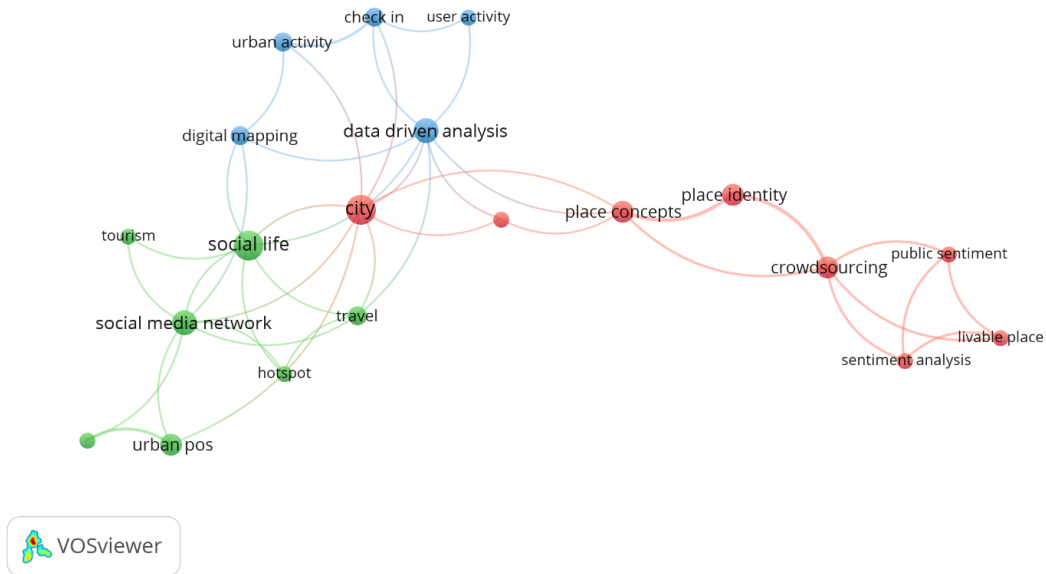 check in
user activity
urban activity
digital mapping
data driven analysis
place identity
city
place concepts
tourism
social life
public sentiment
crowdsourcing
social media network
travel
livable place
sentiment analysis
hotspot
urban pos
VOSviewer